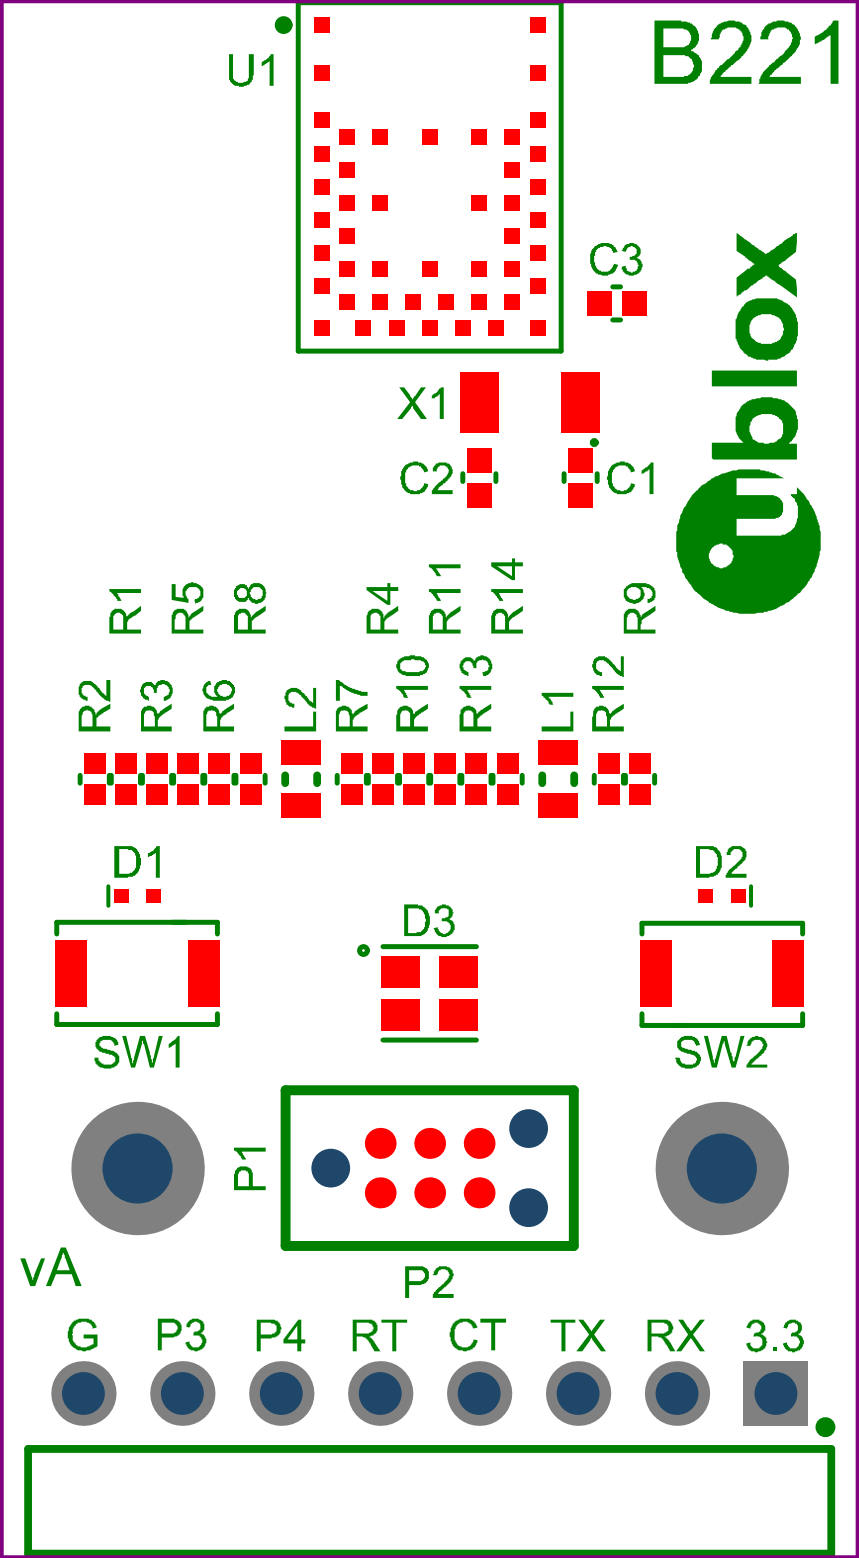 B221
U1
C3
ublox
X1
C2
C1
R1
R5
R8
R4
R11
R14
R9
R2
R3
R6
L2
R7
R10
R13
L1
R12
D1
D2
D3
SW1
SW2
P1
vA
P2
G P3 P4 RT CT TX RX 3.3